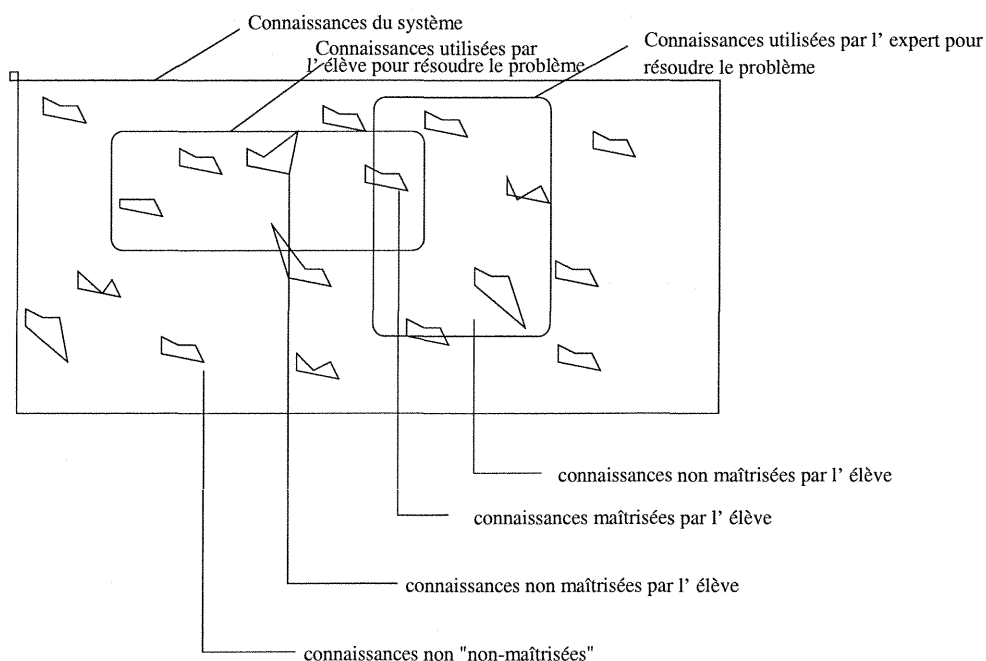 Connaissances du système
Connaissances utilisées par
l' élève pour résoudre le problème
Connaissances utilisées par l' expert pour
résoudre le problème
connaissances non maîtrisées par l' élève
connaissances maîtrisées par l' élève
connaissances non maîtrisées par l' élève
connaissances non "non-maîtrisées"